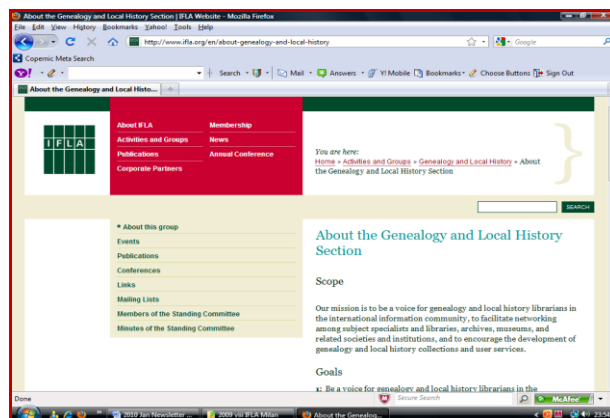 About the Genealogy and Local History Section | IFLA Website - Mozilla Firefox
File Edit View History Bookmarks Yahoo! Tools Help
http://www.ifla.org/en/about-genealogy-and-local-history
Google
Copernic Meta Search
Y! Search Mail Answers Y! Mobile Bookmarks Choose Buttons Sign Out
About the Genealogy and Local Histo...
IFLA
About IFLA
Activities and Groups
Publications
Corporate Partners
Membership
News
Annual Conference
You are here:
Home » Activities and Groups » Genealogy and Local History » About
the Genealogy and Local History Section
SEARCH
About this group
Events
Publications
Conferences
Links
Mailing Lists
Members of the Standing Committee
Minutes of the Standing Committee
About the Genealogy and Local History
Section
Scope
Our mission is to be a voice for genealogy and local history librarians in
the international information community, to facilitate networking
among subject specialists and libraries, archives, museums, and
related societies and institutions, and to encourage the development of
genealogy and local history collections and user services.
Goals
1: Be a voice for genealogy and local history librarians in the
Done
Secure Search
McAfee
2010 Jan Newsletter ...
2009 viii IFLA Milan
About the Genealog...